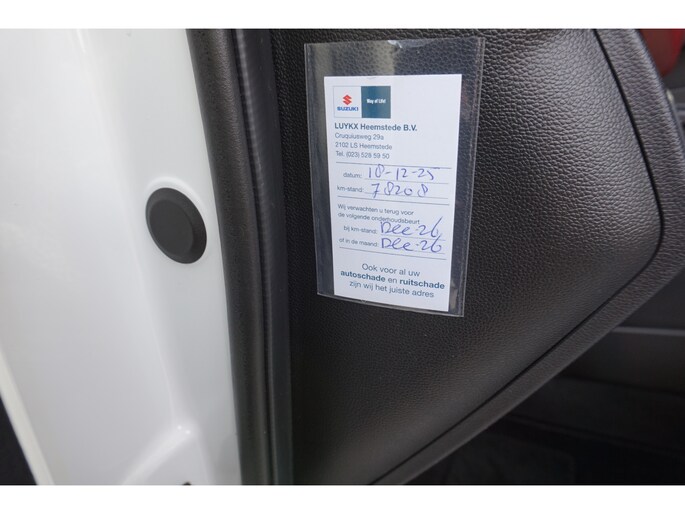 SUZUKI
Way of Life!
LUYKX Heemstede B.V.
Cruquiusweg 29a
2102 LS Heemstede
Tel. (023) 528 59 50
datum: 18-12-25
km-stand: 78208
Wij verwachten u terug voor
de volgende onderhoudsbeurt
bij km-stand: Dec-26
of in de maand: Dec-26
Ook voor al uw
autoschade en ruitschade
zijn wij het juiste adres